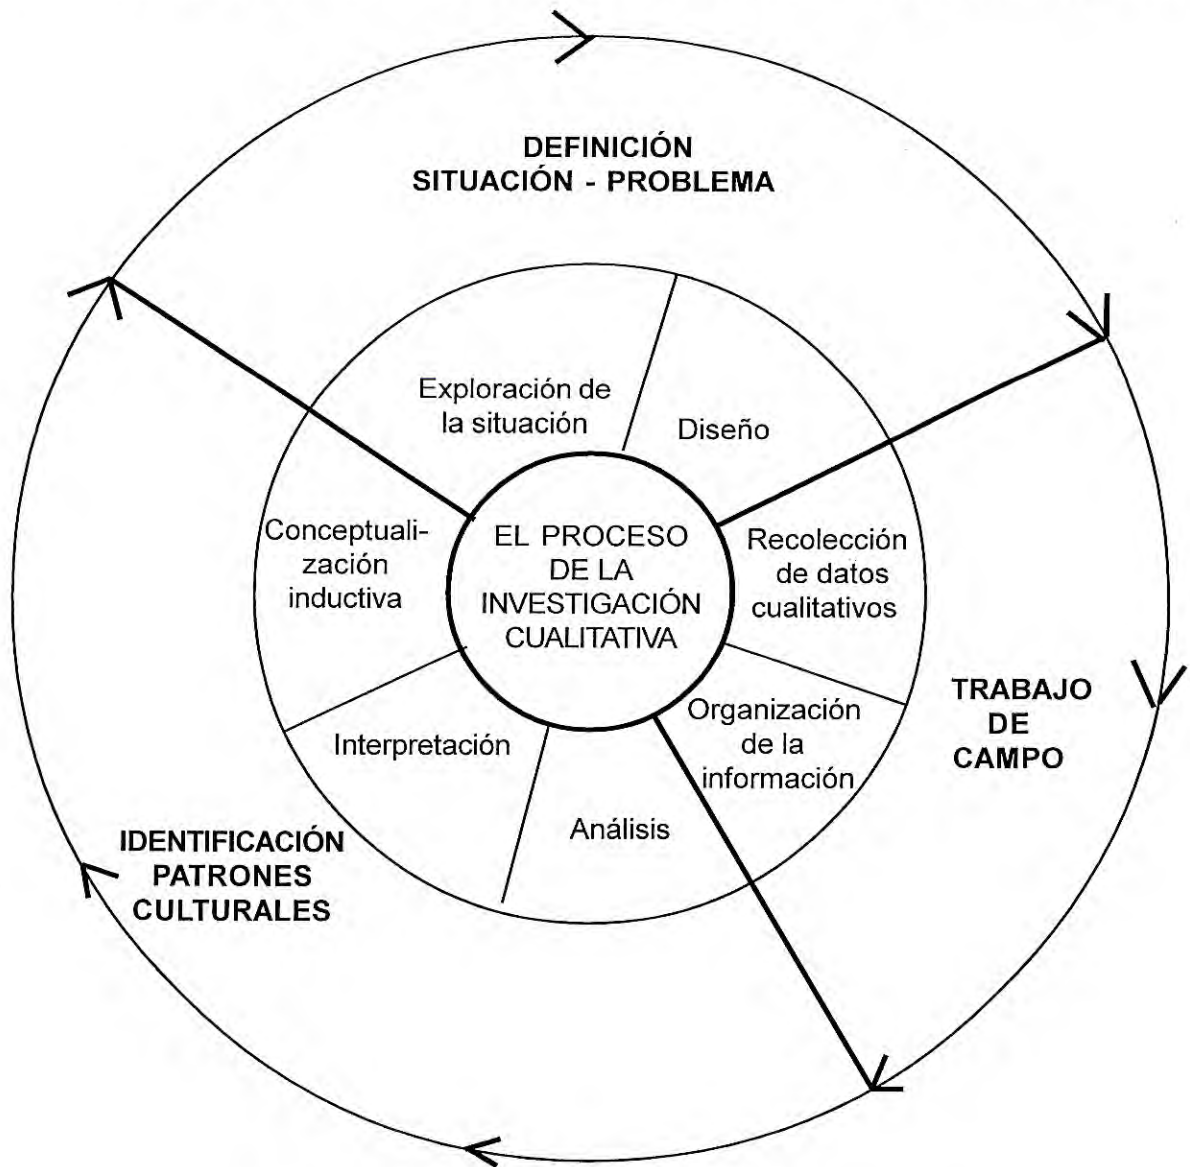 DEFINICIÓN
SITUACIÓN - PROBLEMA
Exploración de
la situación
Diseño
EL PROCESO
DE LA
INVESTIGACIÓN
CUALITATIVA
Recolección
de datos
cualitativos
Conceptuali-
zación
inductiva
TRABAJO
DE
CAMPO
Organización
de la
información
Interpretación
Análisis
IDENTIFICACIÓN
PATRONES
CULTURALES